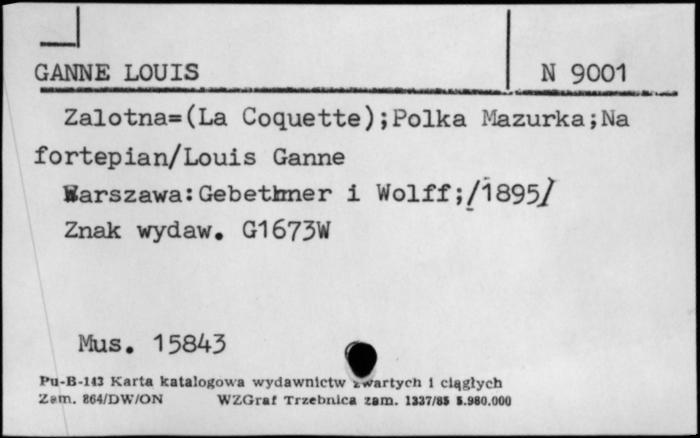 GANNE LOUIS N 9001
Zalotna=(La Coquette);Polka Mazurka;Na
fortepian/Louis Ganne
Warszawa:Gebethner i Wolff;/1895/
Znak wydaw. G1673W
Mus. 15843
Pu-B-143 Karta katalogowa wydawnictw zwartych i ciągłych
Zam. 864/DW/ON WZGraf Trzebnica zam. 1337/85 5.980.000